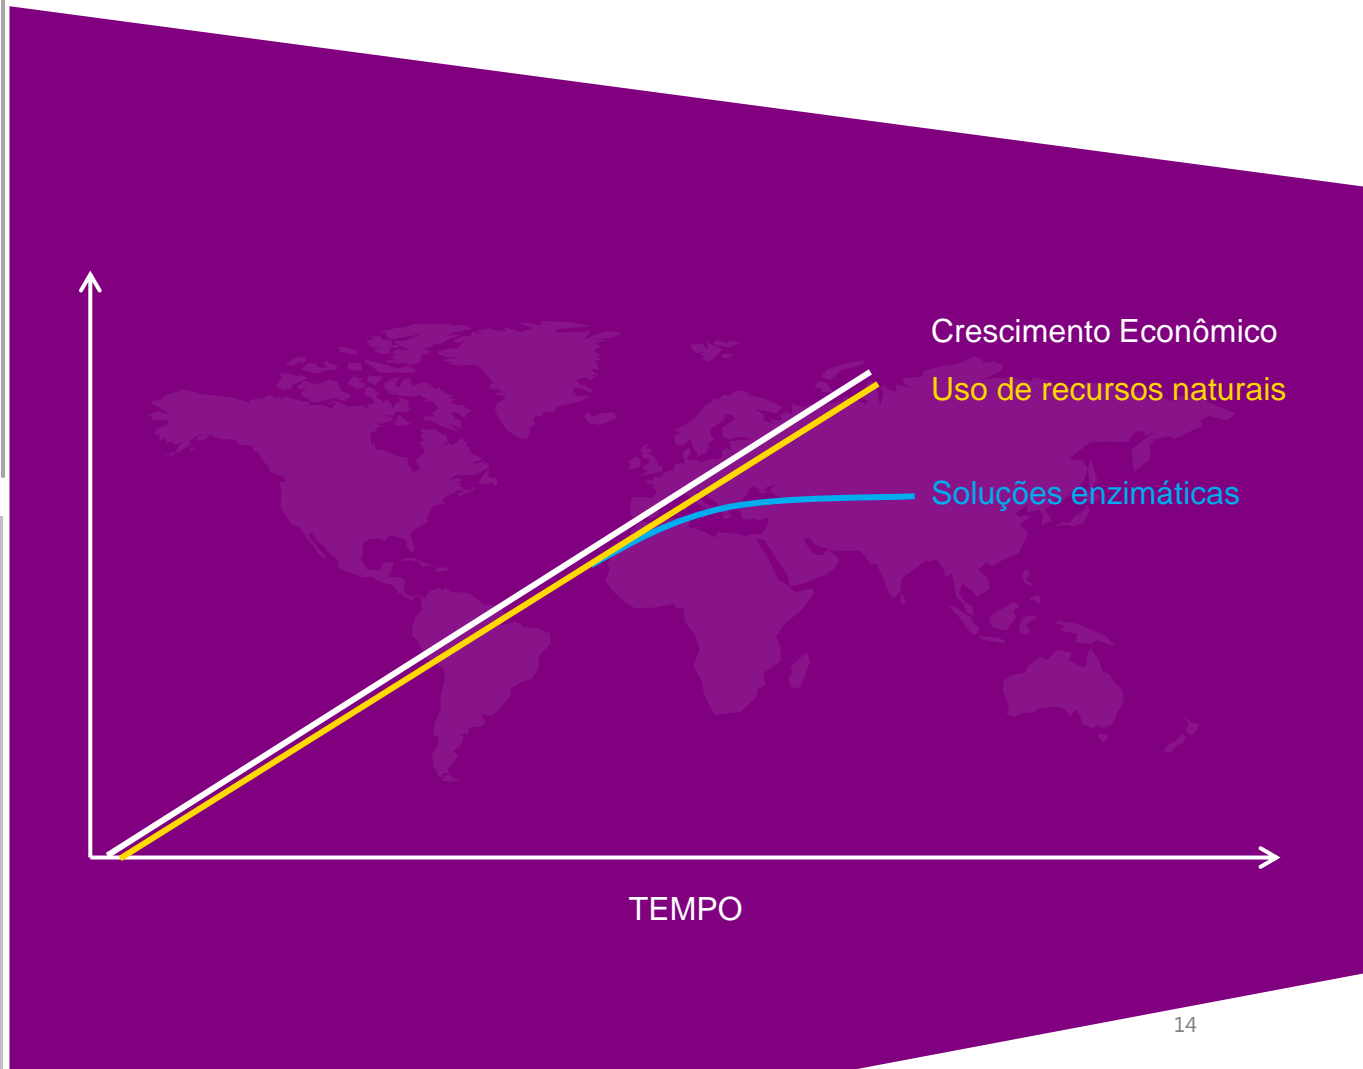 Crescimento Econômico
Uso de recursos naturais
Soluções enzimáticas
TEMPO
14